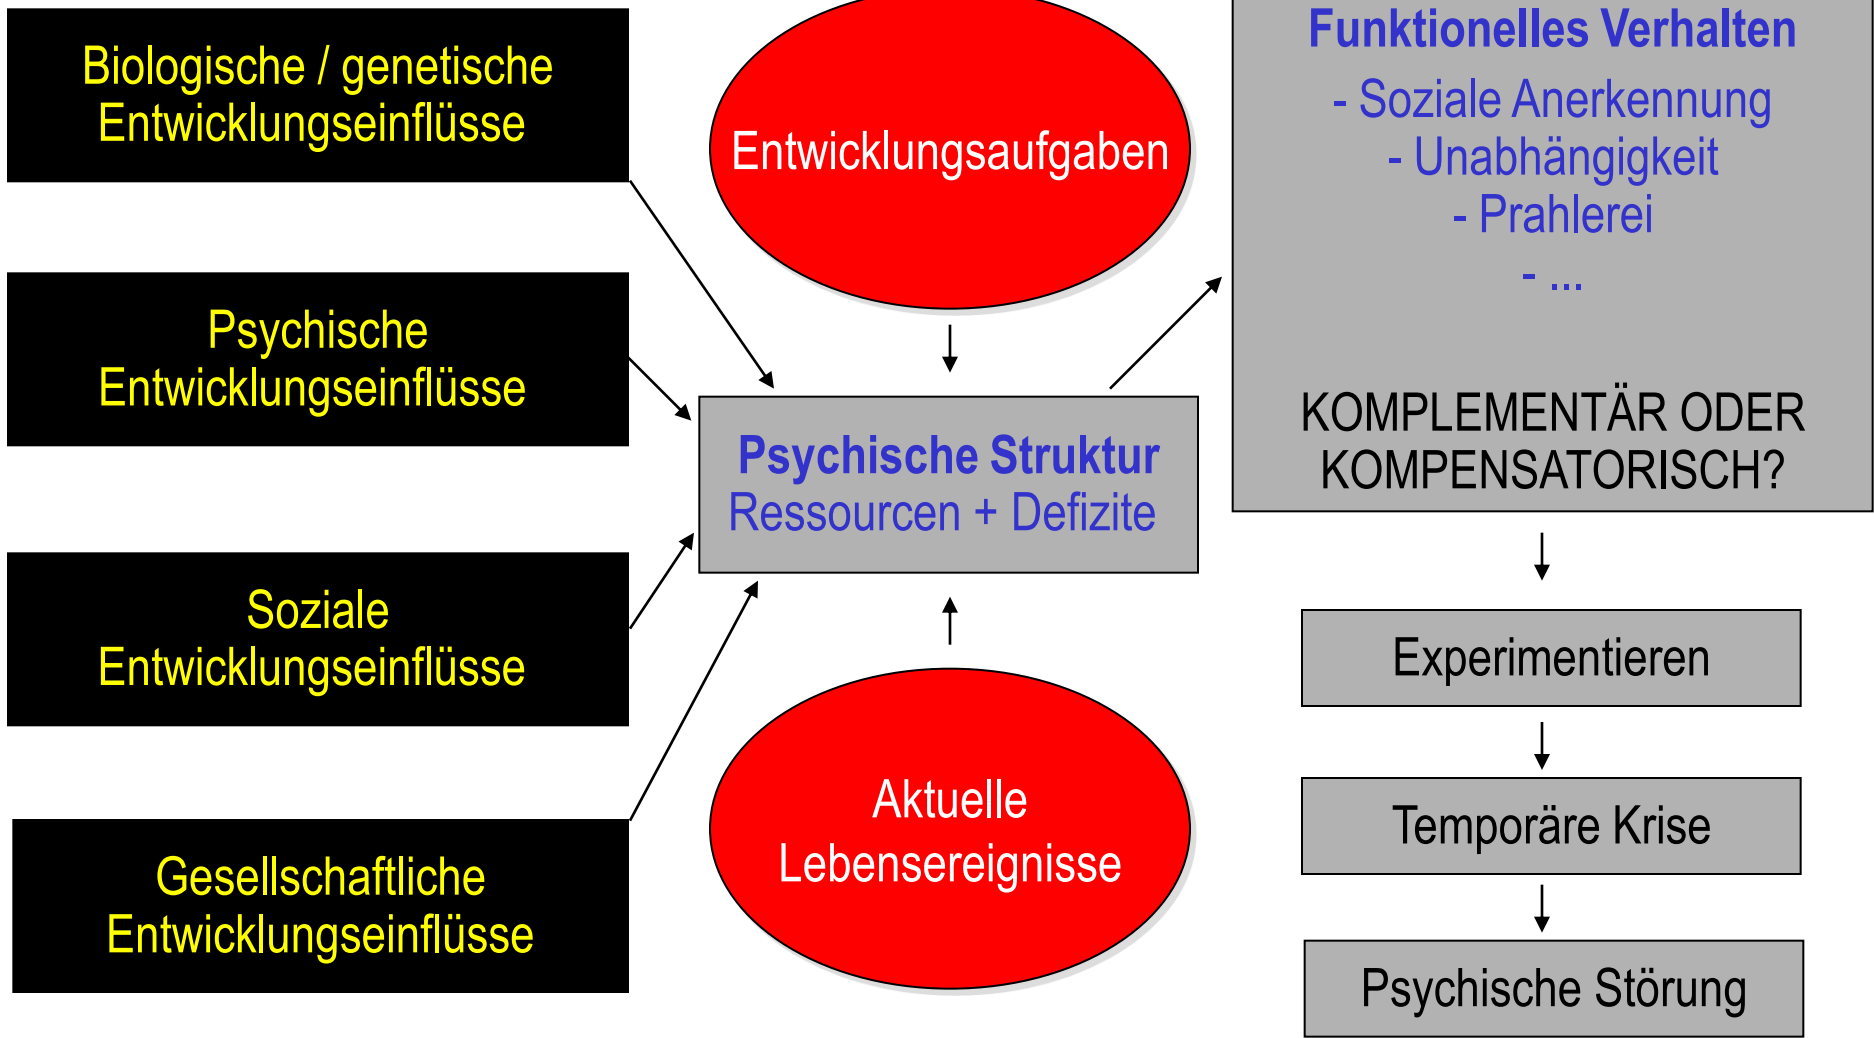 Biologische / genetische
Entwicklungseinflüsse
Psychische
Entwicklungseinflüsse
Soziale
Entwicklungseinflüsse
Gesellschaftliche
Entwicklungseinflüsse
Entwicklungsaufgaben
Psychische Struktur
Ressourcen + Defizite
Aktuelle
Lebensereignisse
Funktionelles Verhalten
- Soziale Anerkennung
- Unabhängigkeit
- Prahlerei
- ...
KOMPLEMENTÄR ODER
KOMPENSATORISCH?
Experimentieren
Temporäre Krise
Psychische Störung